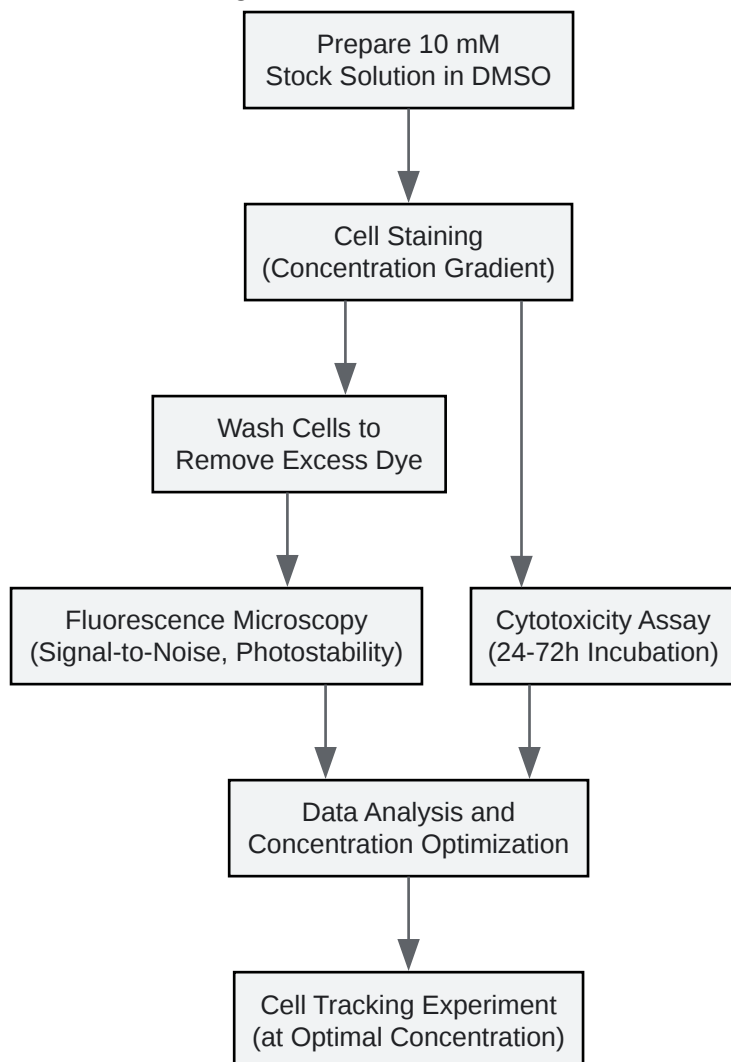 Prepare 10 mM
Stock Solution in DMSO
Cell Staining
(Concentration Gradient)
Wash Cells to
Remove Excess Dye
Fluorescence Microscopy
(Signal-to-Noise, Photostability)
Cytotoxicity Assay
(24-72h Incubation)
Data Analysis and
Concentration Optimization
Cell Tracking Experiment
(at Optimal Concentration)